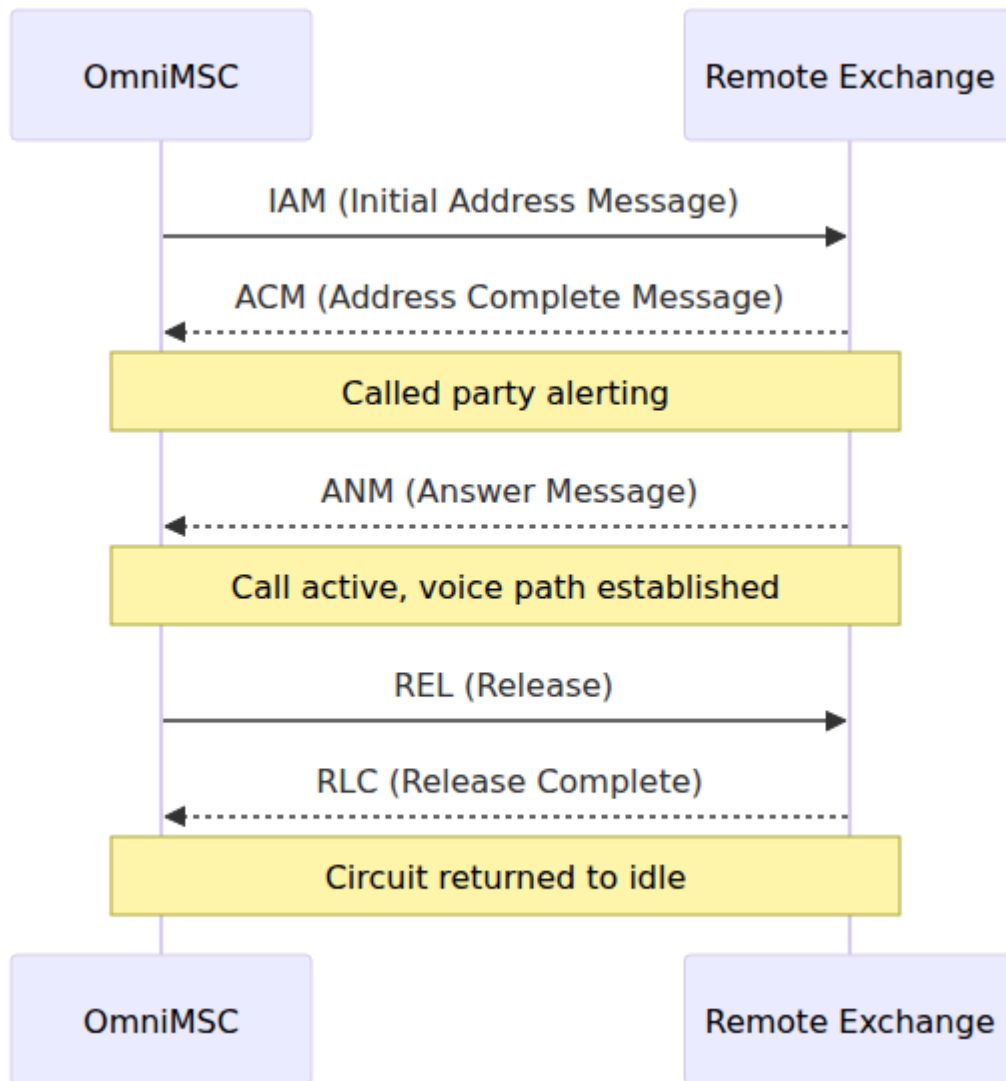 OmniMSC
Remote Exchange
IAM (Initial Address Message)
ACM (Address Complete Message)
Called party alerting
ANM (Answer Message)
Call active, voice path established
REL (Release)
RLC (Release Complete)
Circuit returned to idle
OmniMSC
Remote Exchange